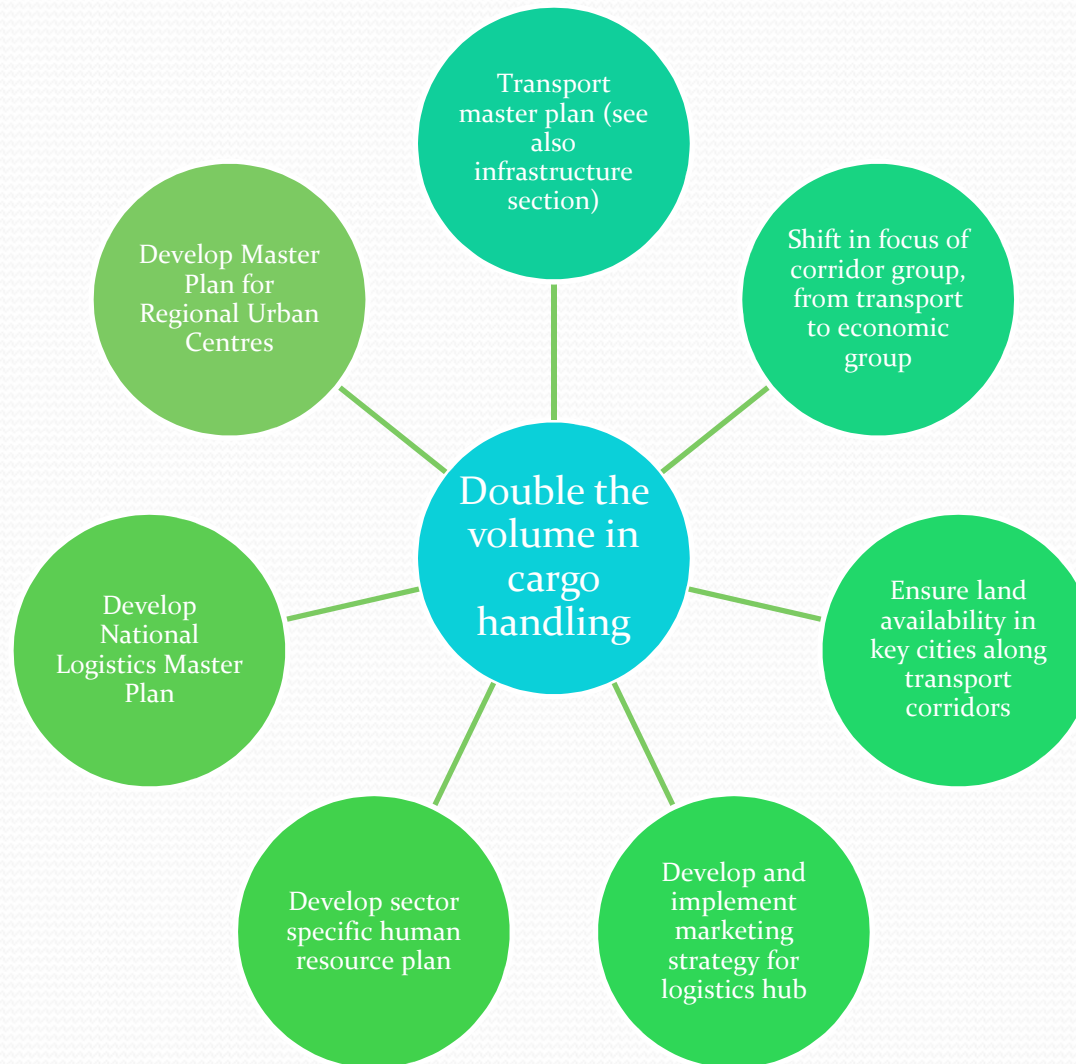 Transport
master plan (see
also
infrastructure
section)
Shift in focus of
corridor group,
from transport
to economic
group
Ensure land
availability in
key cities along
transport
corridors
Develop and
implement
marketing
strategy for
logistics hub
Develop sector
specific human
resource plan
Develop
National
Logistics Master
Plan
Develop Master
Plan for
Regional Urban
Centres
Double the
volume in
cargo
handling